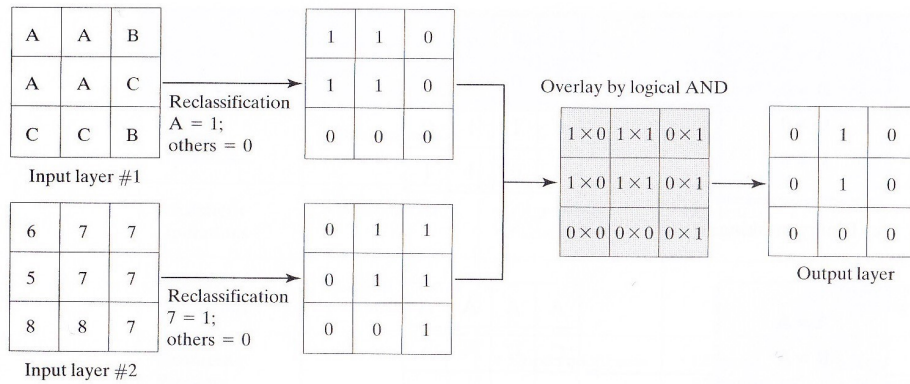 A A B
A A C
C C B
Input layer #1
Reclassification
A = 1;
others = 0
1 1 0
1 1 0
0 0 0
6 7 7
5 7 7
8 8 7
Input layer #2
Reclassification
7 = 1;
others = 0
0 1 1
0 1 1
0 0 1
Overlay by logical AND
1×0 1×1 0×1
1×0 1×1 0×1
0×0 0×0 0×1
0 1 0
0 1 0
0 0 0
Output layer